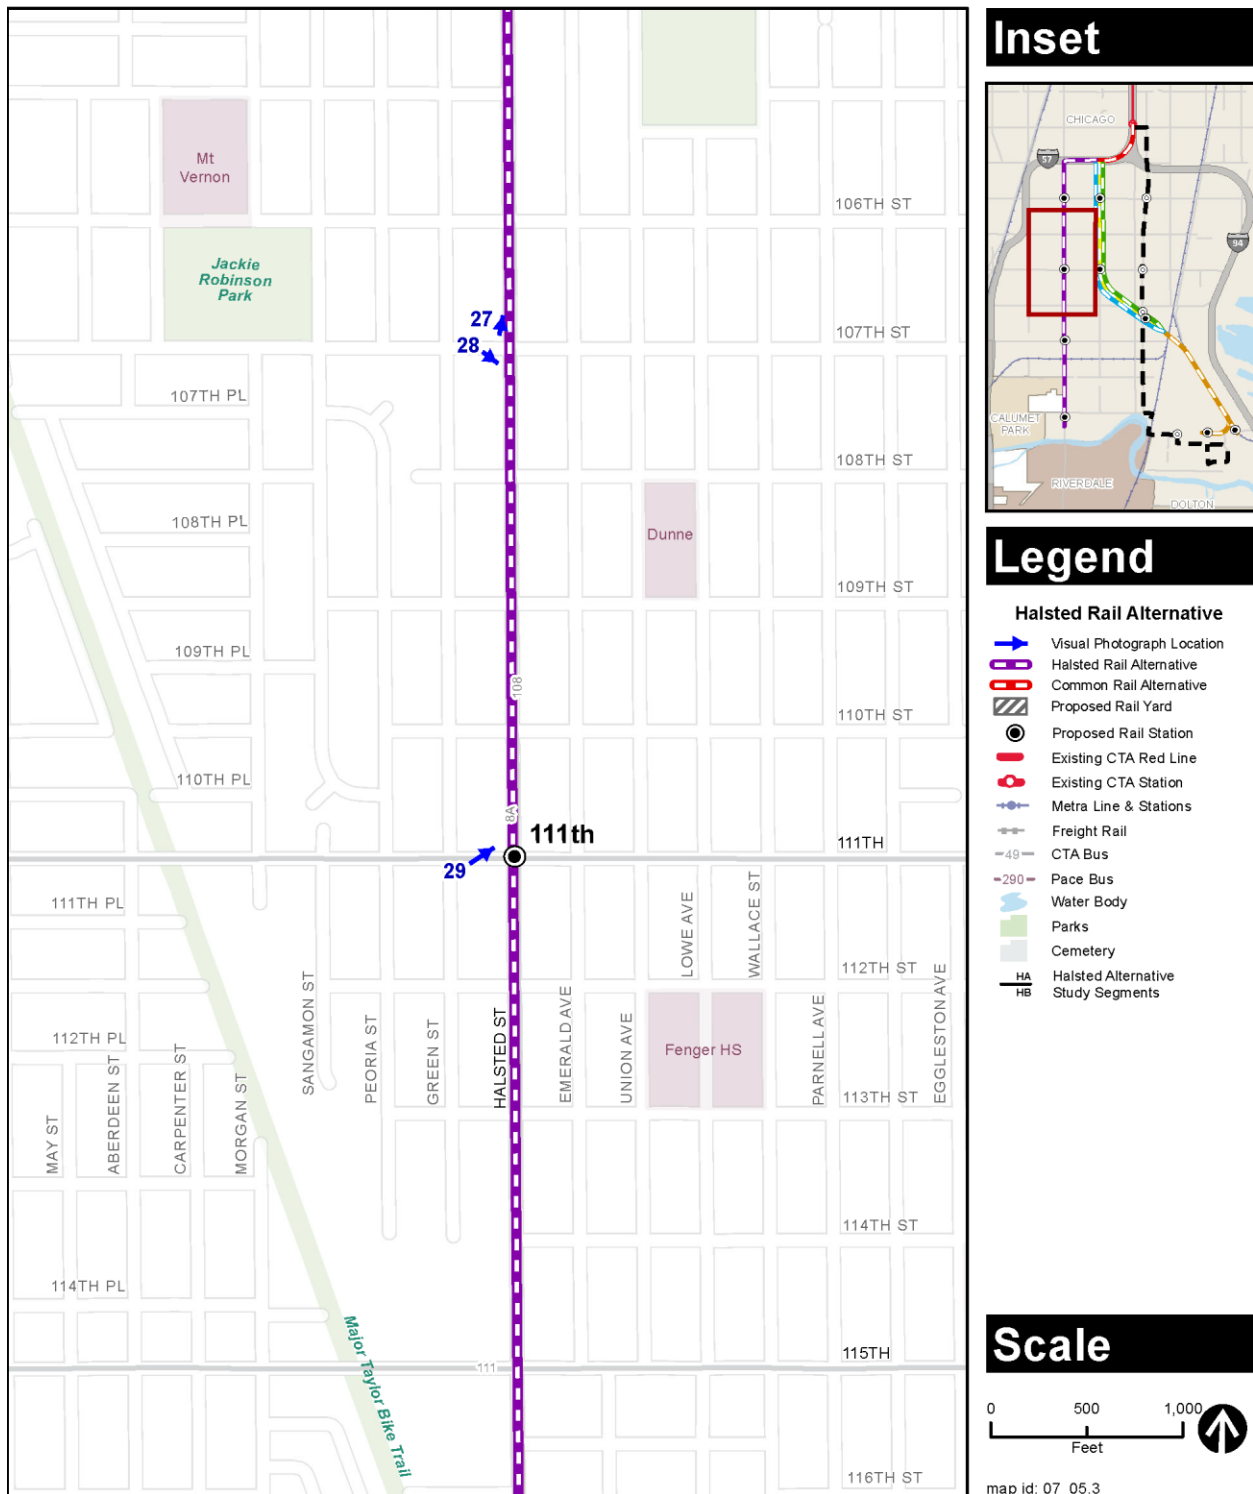 Mt
Vernon
106TH ST
Jackie
Robinson
Park
27
107TH ST
28
107TH PL
108TH ST
108TH PL
Dunne
109TH ST
109TH PL
108
110TH ST
110TH PL
8A
111th
111TH
29
111TH PL
LOWE AVE
WALLACE ST
112TH ST
SANGAMON ST
PEORIA ST
GREEN ST
HALSTED ST
EMERALD AVE
UNION AVE
PARNELL AVE
EGGLESTON AVE
112TH PL
Fenger HS
113TH ST
MAY ST
ABERDEEN ST
CARPENTER ST
MORGAN ST
114TH ST
114TH PL
Major Taylor Bike Trail
115TH
111
116TH ST
Inset
CHICAGO
57
94
CALUMET
PARK
RIVERDALE
DOLTON
Legend
Halsted Rail Alternative
Visual Photograph Location
Halsted Rail Alternative
Common Rail Alternative
Proposed Rail Yard
Proposed Rail Station
Existing CTA Red Line
Existing CTA Station
Metra Line & Stations
Freight Rail
49 CTA Bus
290 Pace Bus
Water Body
Parks
Cemetery
HA Halsted Alternative
HB Study Segments
Scale
0 500 1,000
Feet
map id: 07_05.3